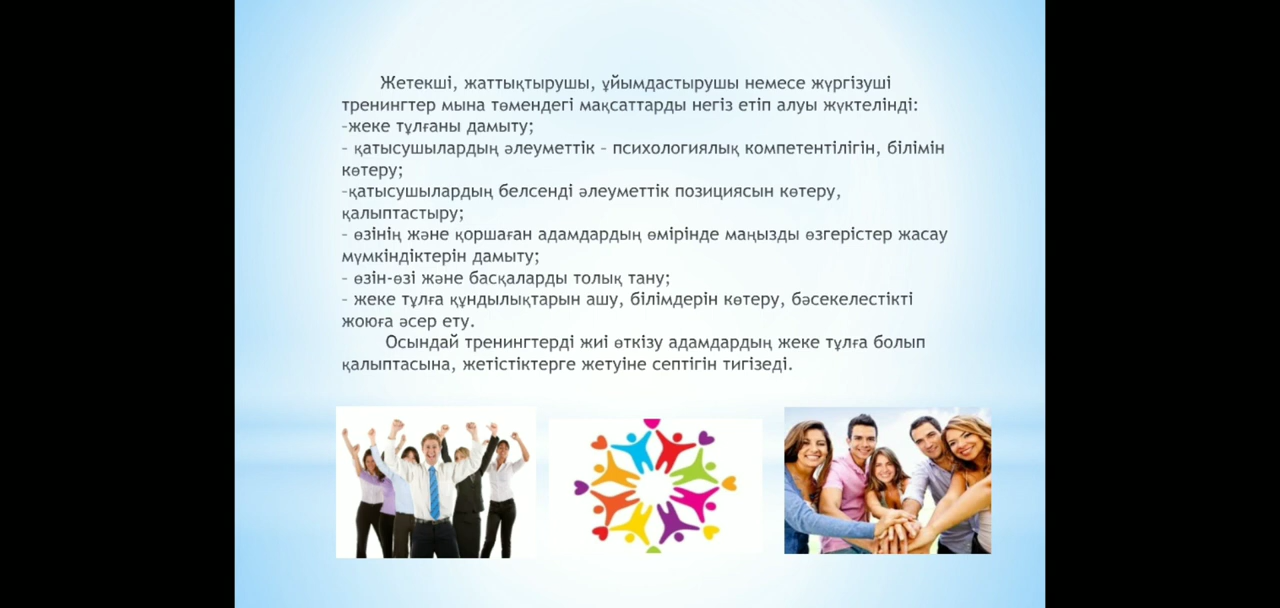 Жетекші, жаттықтырушы, ұйымдастырушы немесе жүргізуші
тренингтер мына төмендегі мақсаттарды негіз етіп алуы жүктелінді:
-жеке тұлғаны дамыту;
- қатысушылардың әлеуметтік – психологиялық компетентілігін, білімін
көтеру;
-қатысушылардың белсенді әлеуметтік позициясын көтеру,
қалыптастыру;
- өзінің және қоршаған адамдардың өмірінде маңызды өзгерістер жасау
мүмкіндіктерін дамыту;
- өзін-өзі және басқаларды толық тану;
- жеке тұлға құндылықтарын ашу, білімдерін көтеру, бәсекелестікті
жоюға әсер ету.
Осындай тренингтерді жиі өткізу адамдардың жеке тұлға болып
қалыптасына, жетістіктерге жетуіне септігін тигізеді.